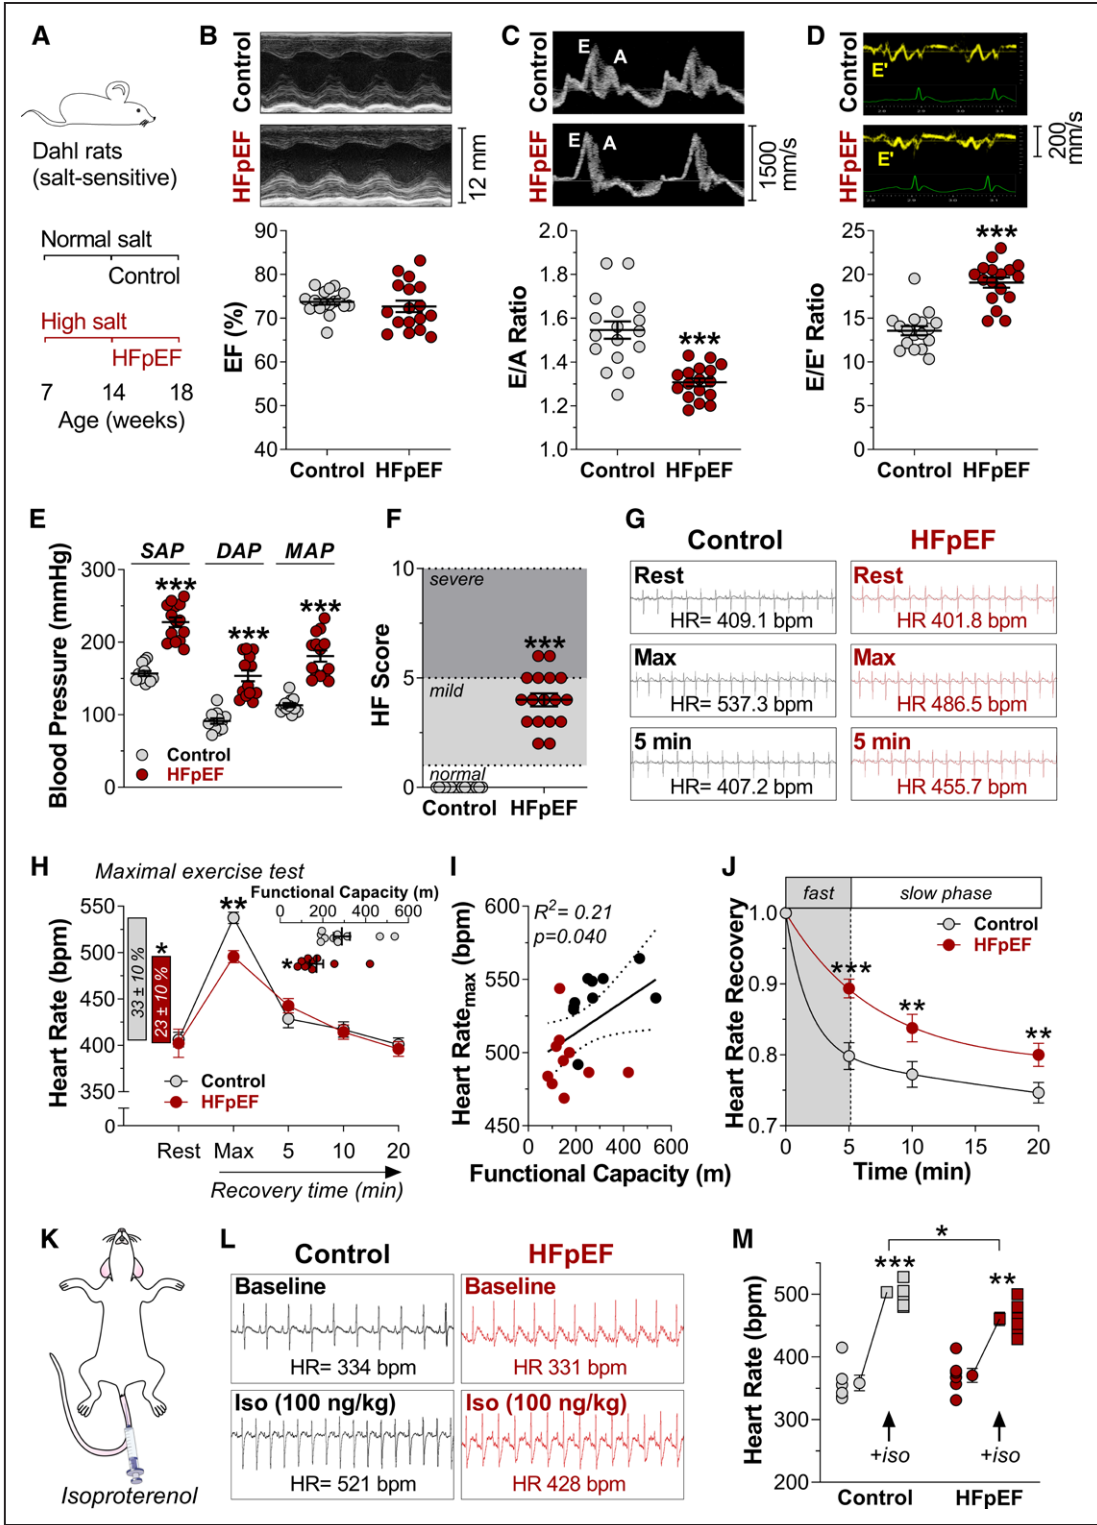 A
Dahl rats
(salt-sensitive)
Normal salt
Control
High salt
HFpEF
7 14 18
Age (weeks)
B
Control
HFpEF
12 mm
EF (%)
90
80
70
60
50
40
Control HFpEF
C
Control
E A
HFpEF
E A
1500
mm/s
E/A Ratio
2.0
1.8
1.6
1.4
1.2
1.0
***
Control HFpEF
D
Control
E'
HFpEF
E'
200
mm/s
E/E' Ratio
25
20
15
10
5
0
***
Control HFpEF
E
SAP DAP MAP
Blood Pressure (mmHg)
300
200
100
0
*** *** ***
Control
HFpEF
F
HF Score
10
5
0
severe
mild
normal
***
Control HFpEF
G
Control HFpEF
Rest
HR= 409.1 bpm
Rest
HR 401.8 bpm
Max
HR= 537.3 bpm
Max
HR 486.5 bpm
5 min
HR= 407.2 bpm
5 min
HR 455.7 bpm
H
Maximal exercise test
Functional Capacity (m)
0 200 400 600
*
Heart Rate (bpm)
550
500
450
400
350
0
33 ± 10 %
*
23 ± 10 %
**
Control
HFpEF
Rest Max 5 10 20
Recovery time (min)
I
R2= 0.21
p=0.040
Heart Ratemax (bpm)
600
550
500
450
0 200 400 600
Functional Capacity (m)
J
fast slow phase
Control
HFpEF
Heart Rate Recovery
1.0
0.9
0.8
0.7
*** ** **
0 5 10 20
Time (min)
K
Isoproterenol
L
Control HFpEF
Baseline
HR= 334 bpm
Baseline
HR 331 bpm
Iso (100 ng/kg)
HR= 521 bpm
Iso (100 ng/kg)
HR 428 bpm
M
*
*** **
Heart Rate (bpm)
500
400
300
200
+iso +iso
Control HFpEF